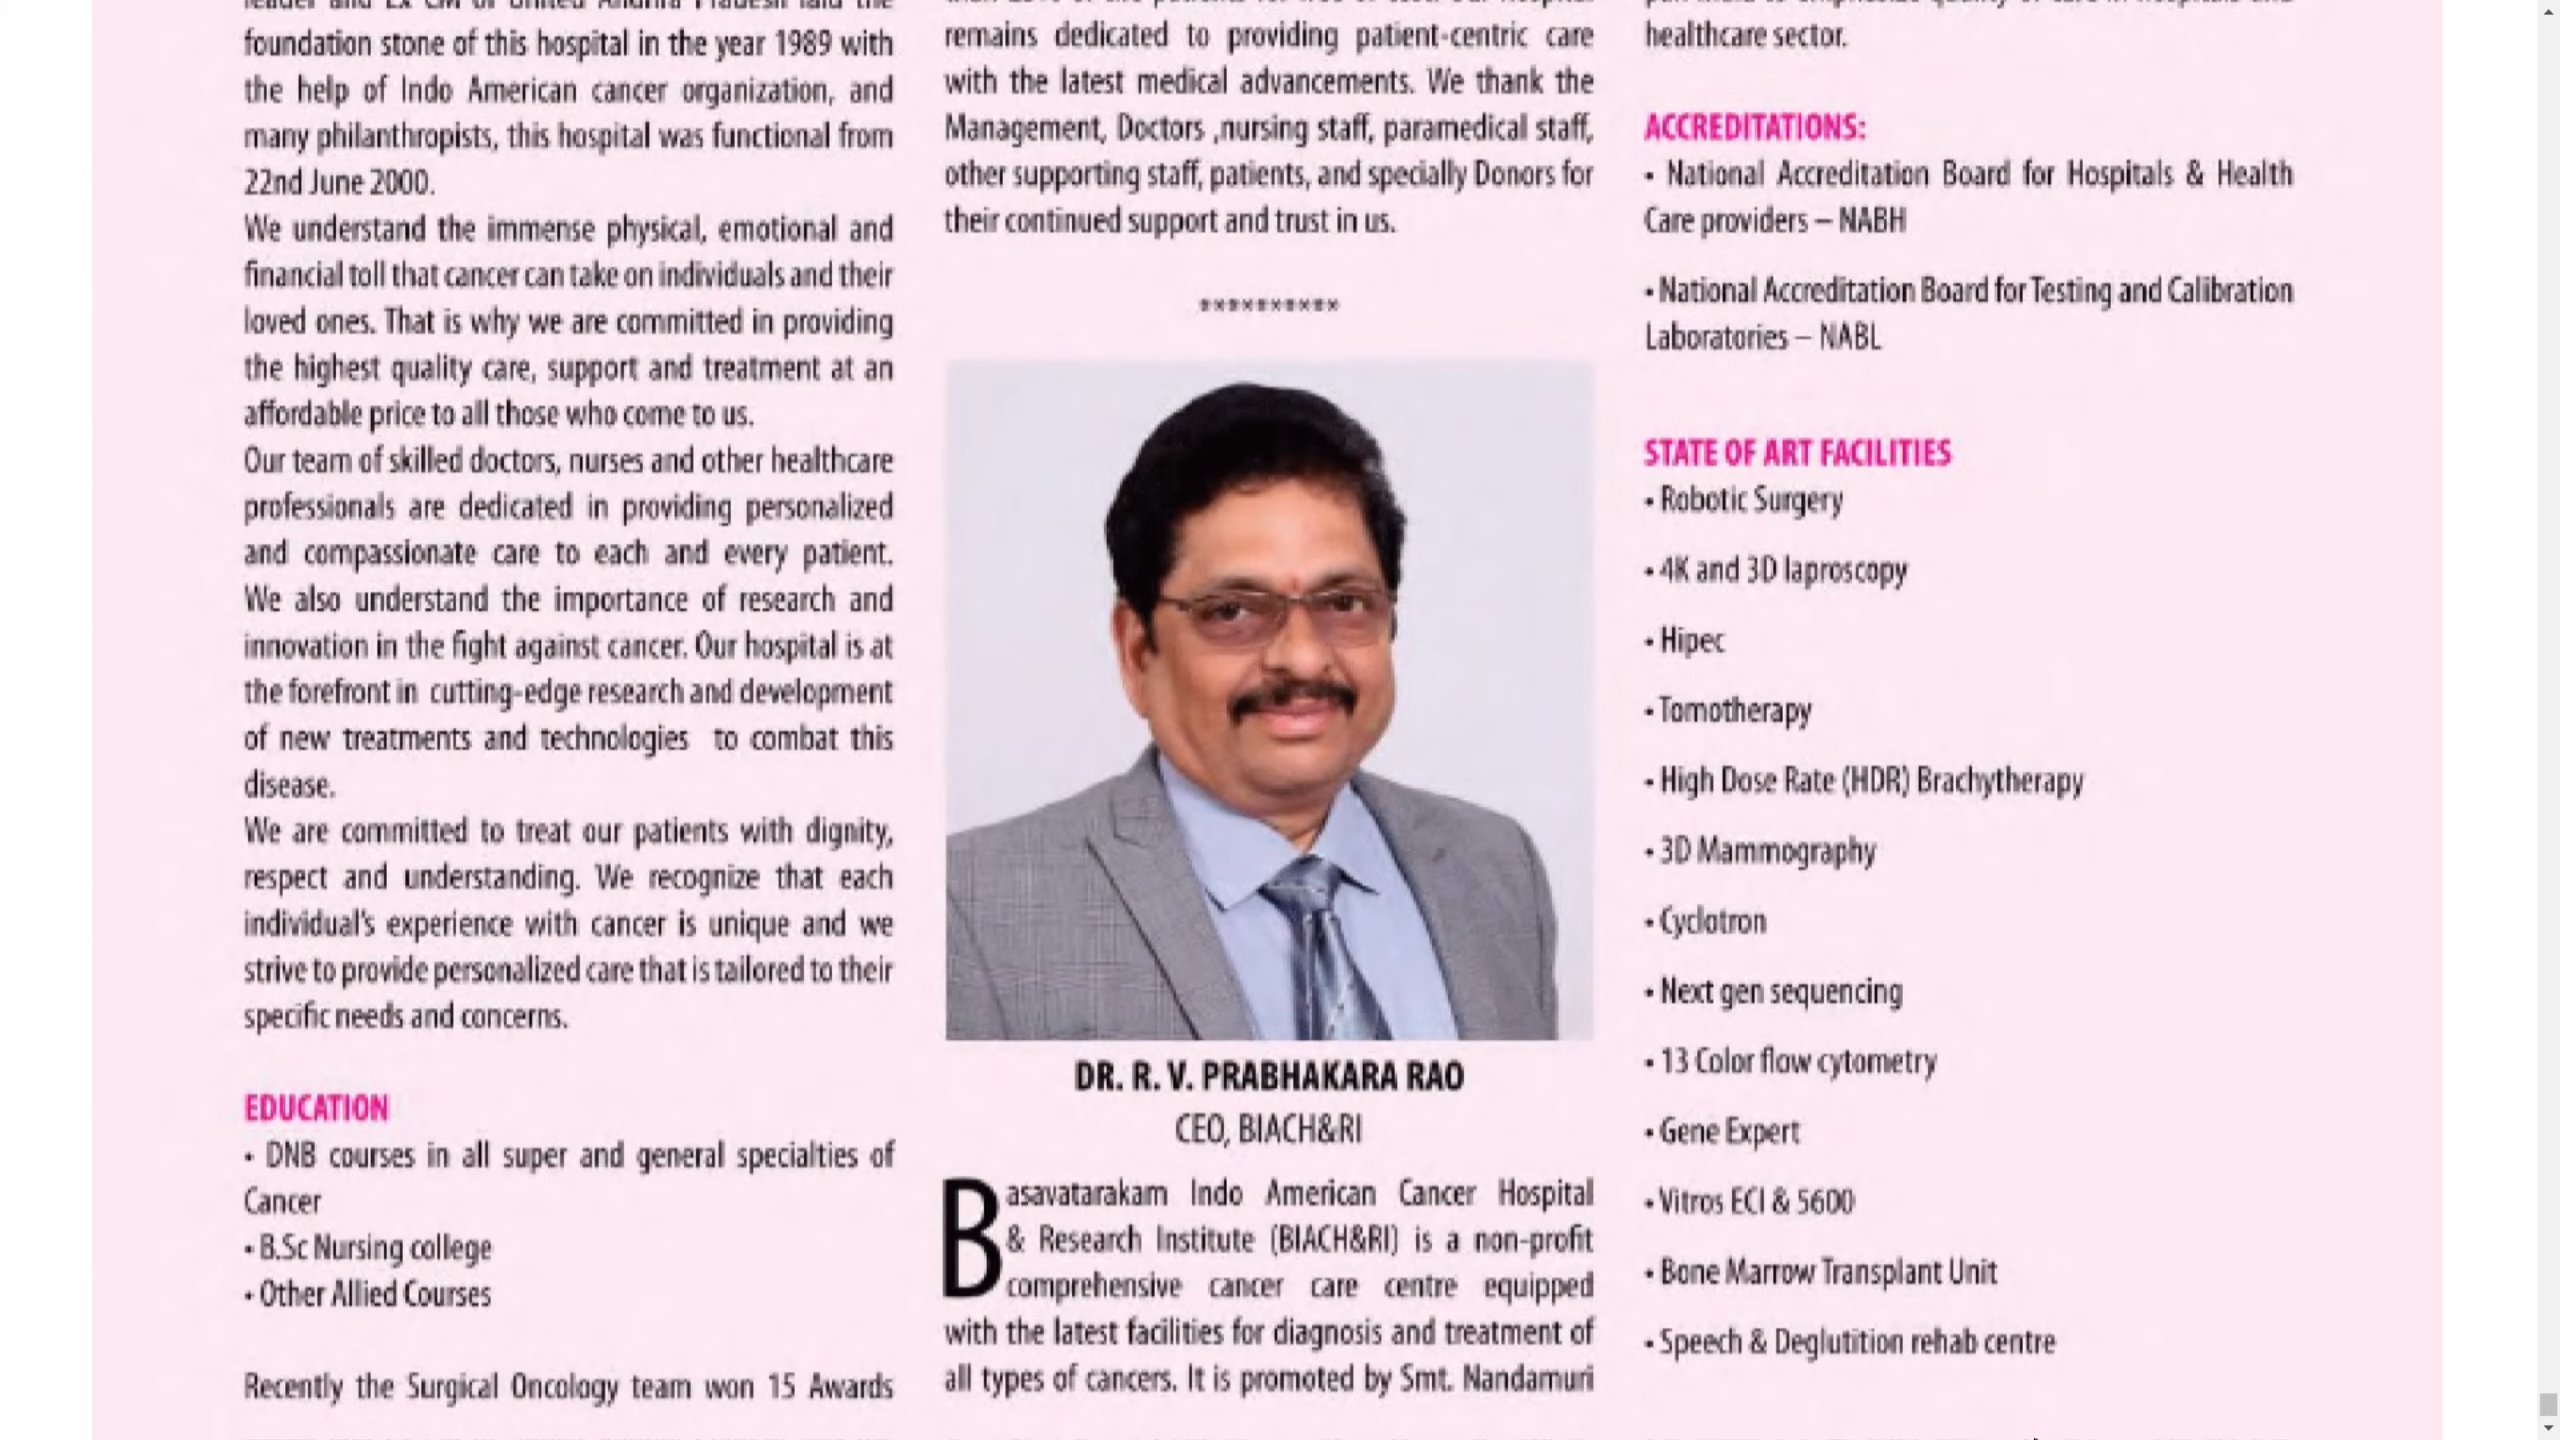 leader and Ex CM of United Andhra Pradesh laid the
foundation stone of this hospital in the year 1989 with
the help of Indo American cancer organization, and
many philanthropists, this hospital was functional from
22nd June 2000.
We understand the immense physical, emotional and
financial toll that cancer can take on individuals and their
loved ones. That is why we are committed in providing
the highest quality care, support and treatment at an
affordable price to all those who come to us.
Our team of skilled doctors, nurses and other healthcare
professionals are dedicated in providing personalized
and compassionate care to each and every patient.
We also understand the importance of research and
innovation in the fight against cancer. Our hospital is at
the forefront in cutting-edge research and development
of new treatments and technologies to combat this
disease.
We are committed to treat our patients with dignity,
respect and understanding. We recognize that each
individual's experience with cancer is unique and we
strive to provide personalized care that is tailored to their
specific needs and concerns.
EDUCATION
• DNB courses in all super and general specialties of
Cancer
• B.Sc Nursing college
• Other Allied Courses
Recently the Surgical Oncology team won 15 Awards
remains dedicated to providing patient-centric care
with the latest medical advancements. We thank the
Management, Doctors ,nursing staff, paramedical staff,
other supporting staff, patients, and specially Donors for
their continued support and trust in us.
**********
DR. R. V. PRABHAKARA RAO
CEO, BIACH&RI
Basavatarakam Indo American Cancer Hospital
& Research Institute (BIACH&RI) is a non-profit
comprehensive cancer care centre equipped
with the latest facilities for diagnosis and treatment of
all types of cancers. It is promoted by Smt. Nandamuri
healthcare sector.
ACCREDITATIONS:
• National Accreditation Board for Hospitals & Health
Care providers – NABH
• National Accreditation Board for Testing and Calibration
Laboratories – NABL
STATE OF ART FACILITIES
• Robotic Surgery
• 4K and 3D laproscopy
• Hipec
• Tomotherapy
• High Dose Rate (HDR) Brachytherapy
• 3D Mammography
• Cyclotron
• Next gen sequencing
• 13 Color flow cytometry
• Gene Expert
• Vitros ECI & 5600
• Bone Marrow Transplant Unit
• Speech & Deglutition rehab centre